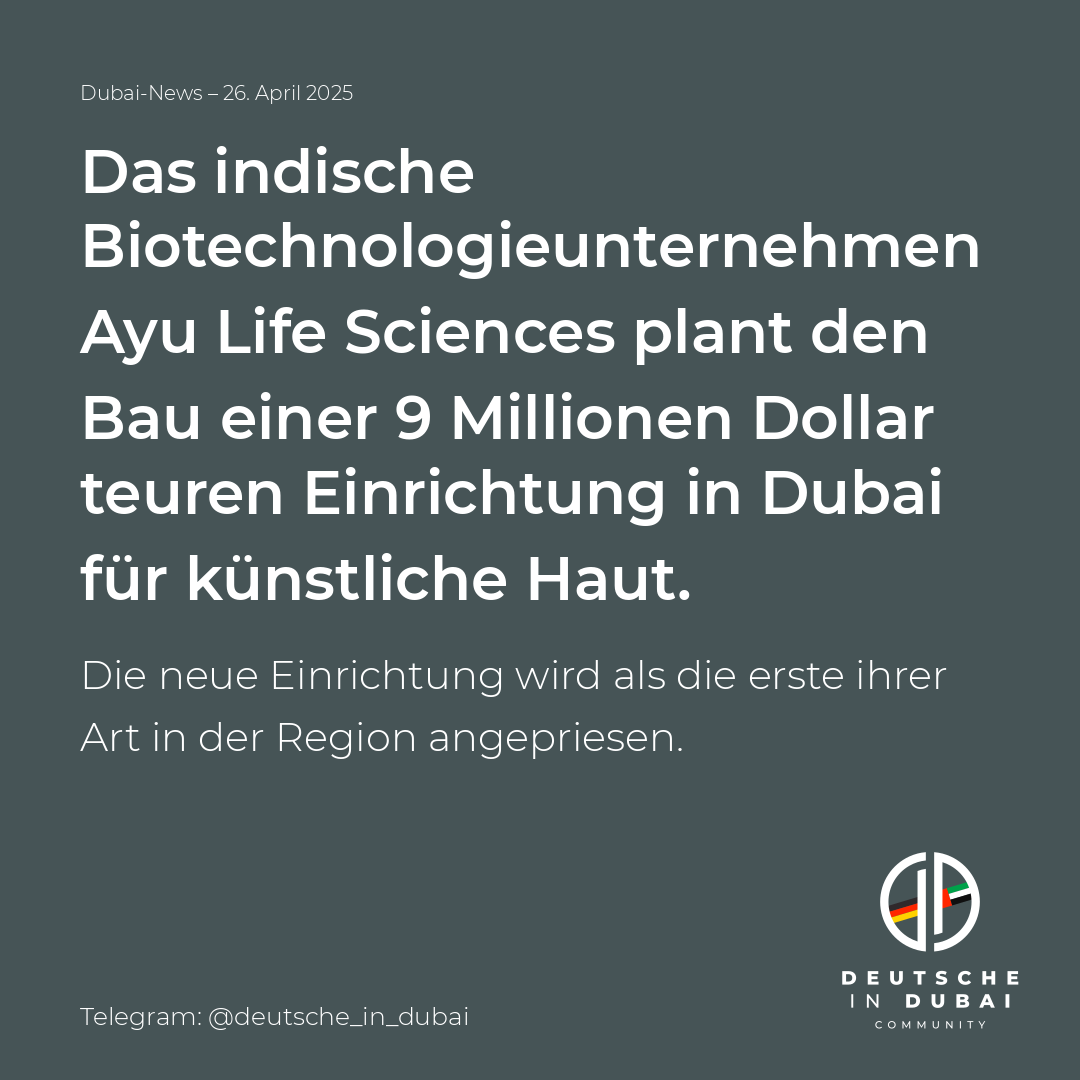 Dubai-News – 26. April 2025
Das indische
Biotechnologieunternehmen
Ayu Life Sciences plant den
Bau einer 9 Millionen Dollar
teuren Einrichtung in Dubai
für künstliche Haut.
Die neue Einrichtung wird als die erste ihrer
Art in der Region angepriesen.
DEUTSCHE
IN DUBAI
COMMUNITY
Telegram: @deutsche_in_dubai